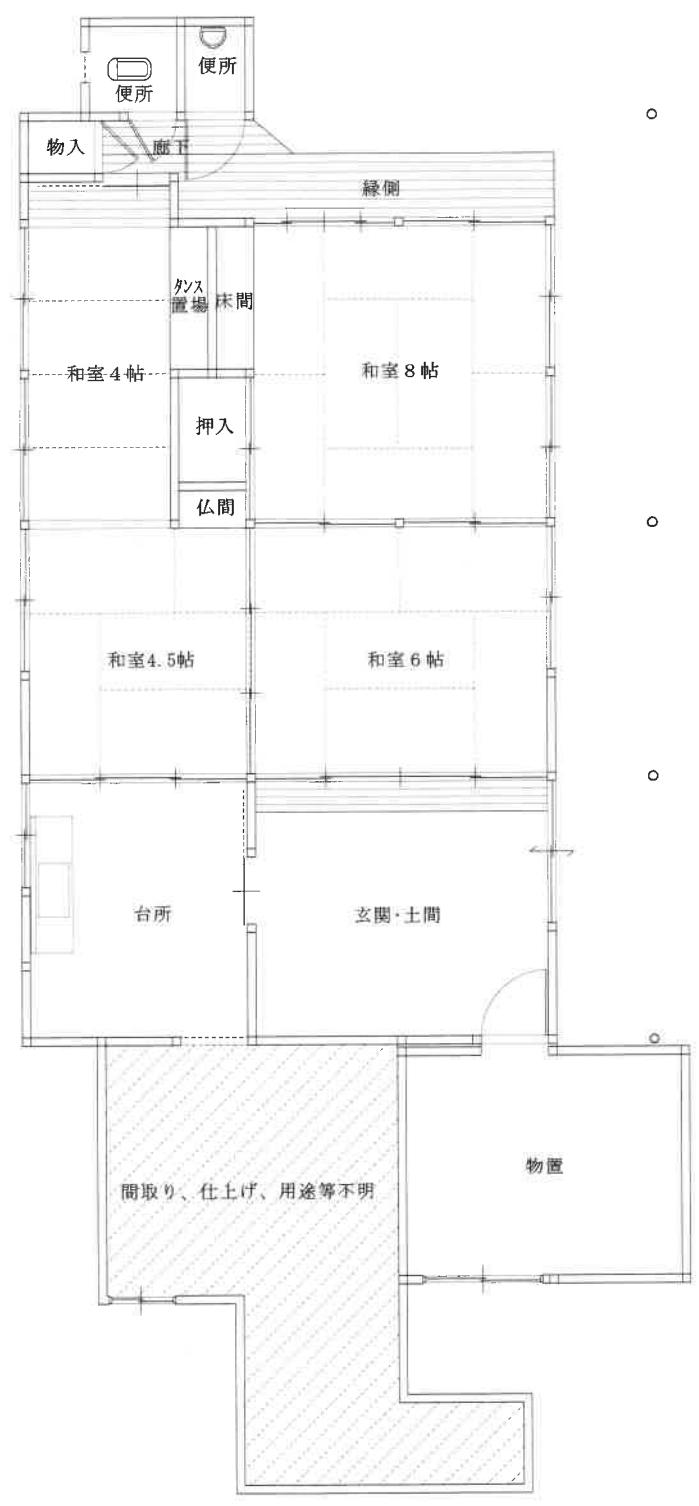 便所
便所
物入
廊下
縁側
タンス
置場
床間
和室4帖
和室8帖
押入
仏間
和室4.5帖
和室6帖
台所
玄関・土間
物置
間取り、仕上げ、用途等不明